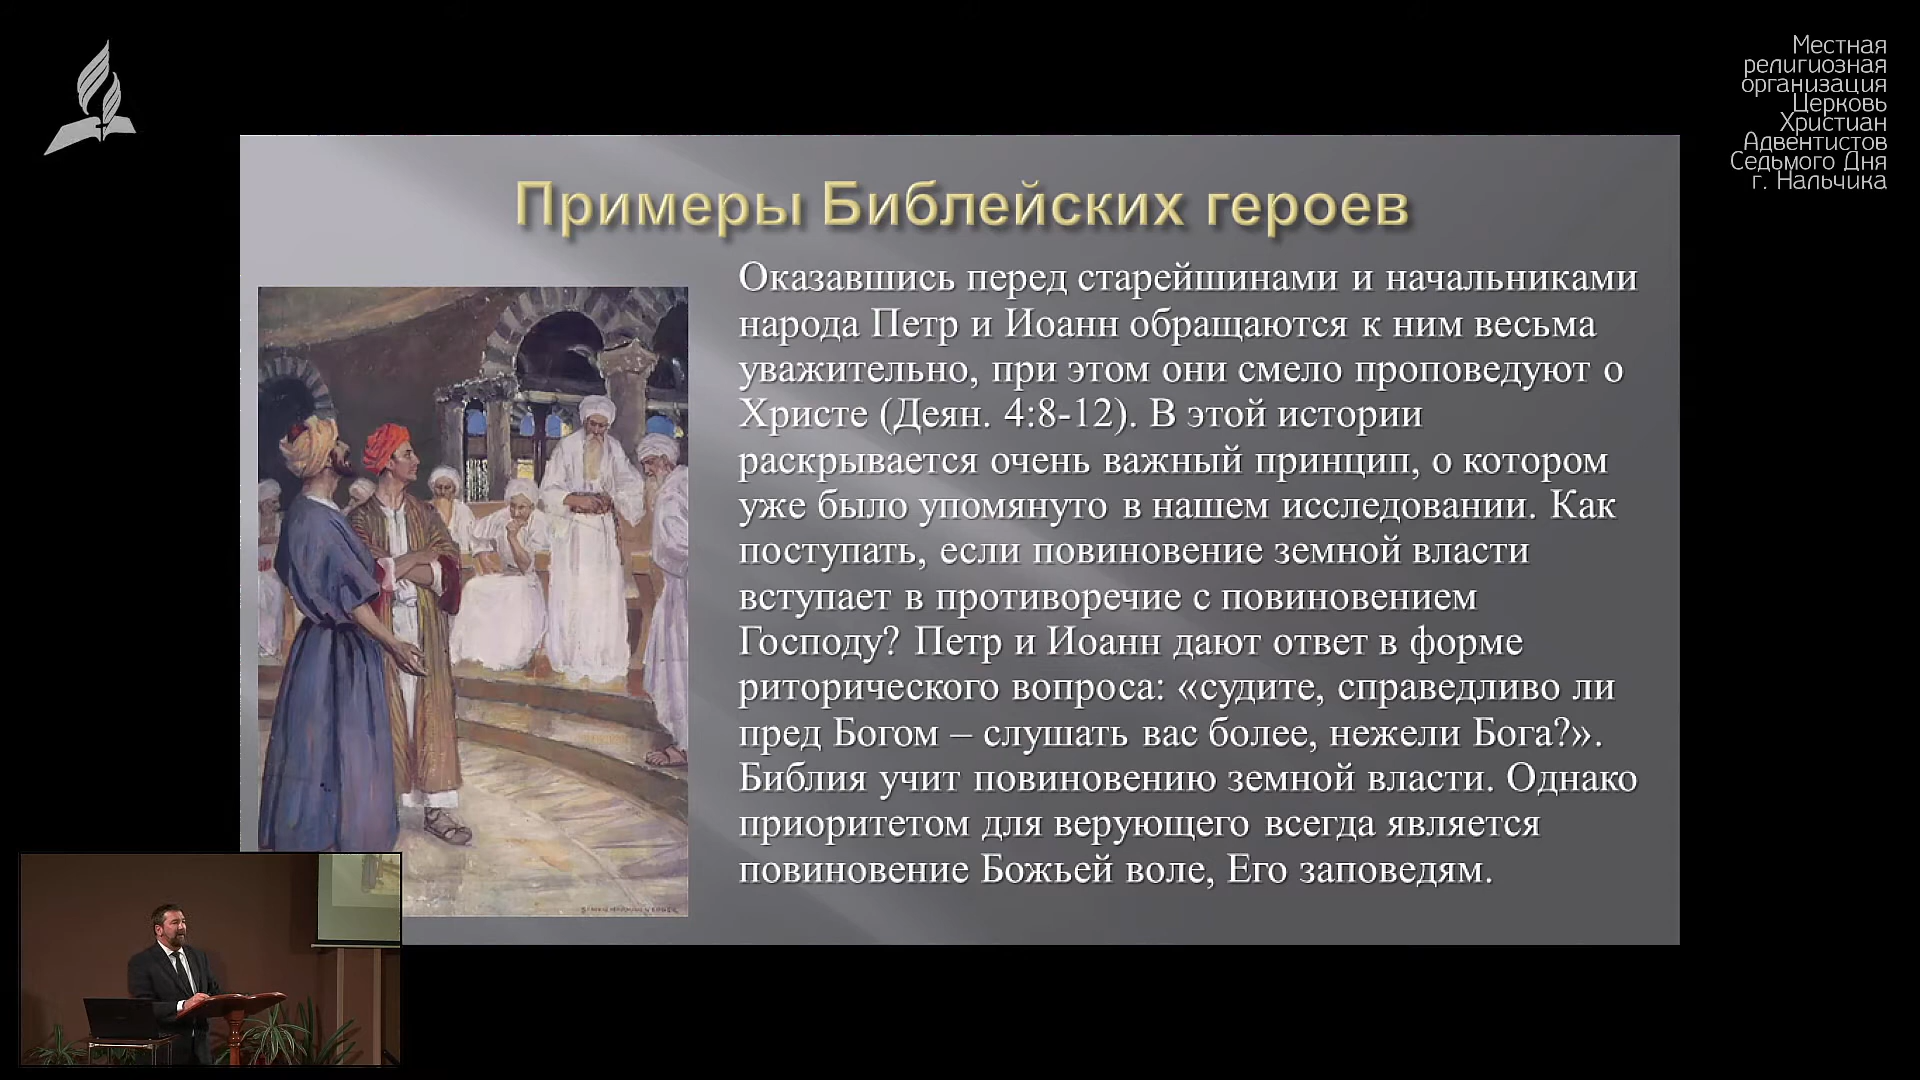 Местная
религиозная
организация
Церковь
Христиан
Адвентистов
Седьмого Дня
г. Нальчика
Примеры Библейских героев
Оказавшись перед старейшинами и начальниками
народа Петр и Иоанн обращаются к ним весьма
уважительно, при этом они смело проповедуют о
Христе (Деян. 4:8-12). В этой истории
раскрывается очень важный принцип, о котором
уже было упомянуто в нашем исследовании. Как
поступать, если повиновение земной власти
вступает в противоречие с повиновением
Господу? Петр и Иоанн дают ответ в форме
риторического вопроса: «судите, справедливо ли
пред Богом – слушать вас более, нежели Бога?».
Библия учит повиновению земной власти. Однако
приоритетом для верующего всегда является
повиновение Божьей воле, Его заповедям.